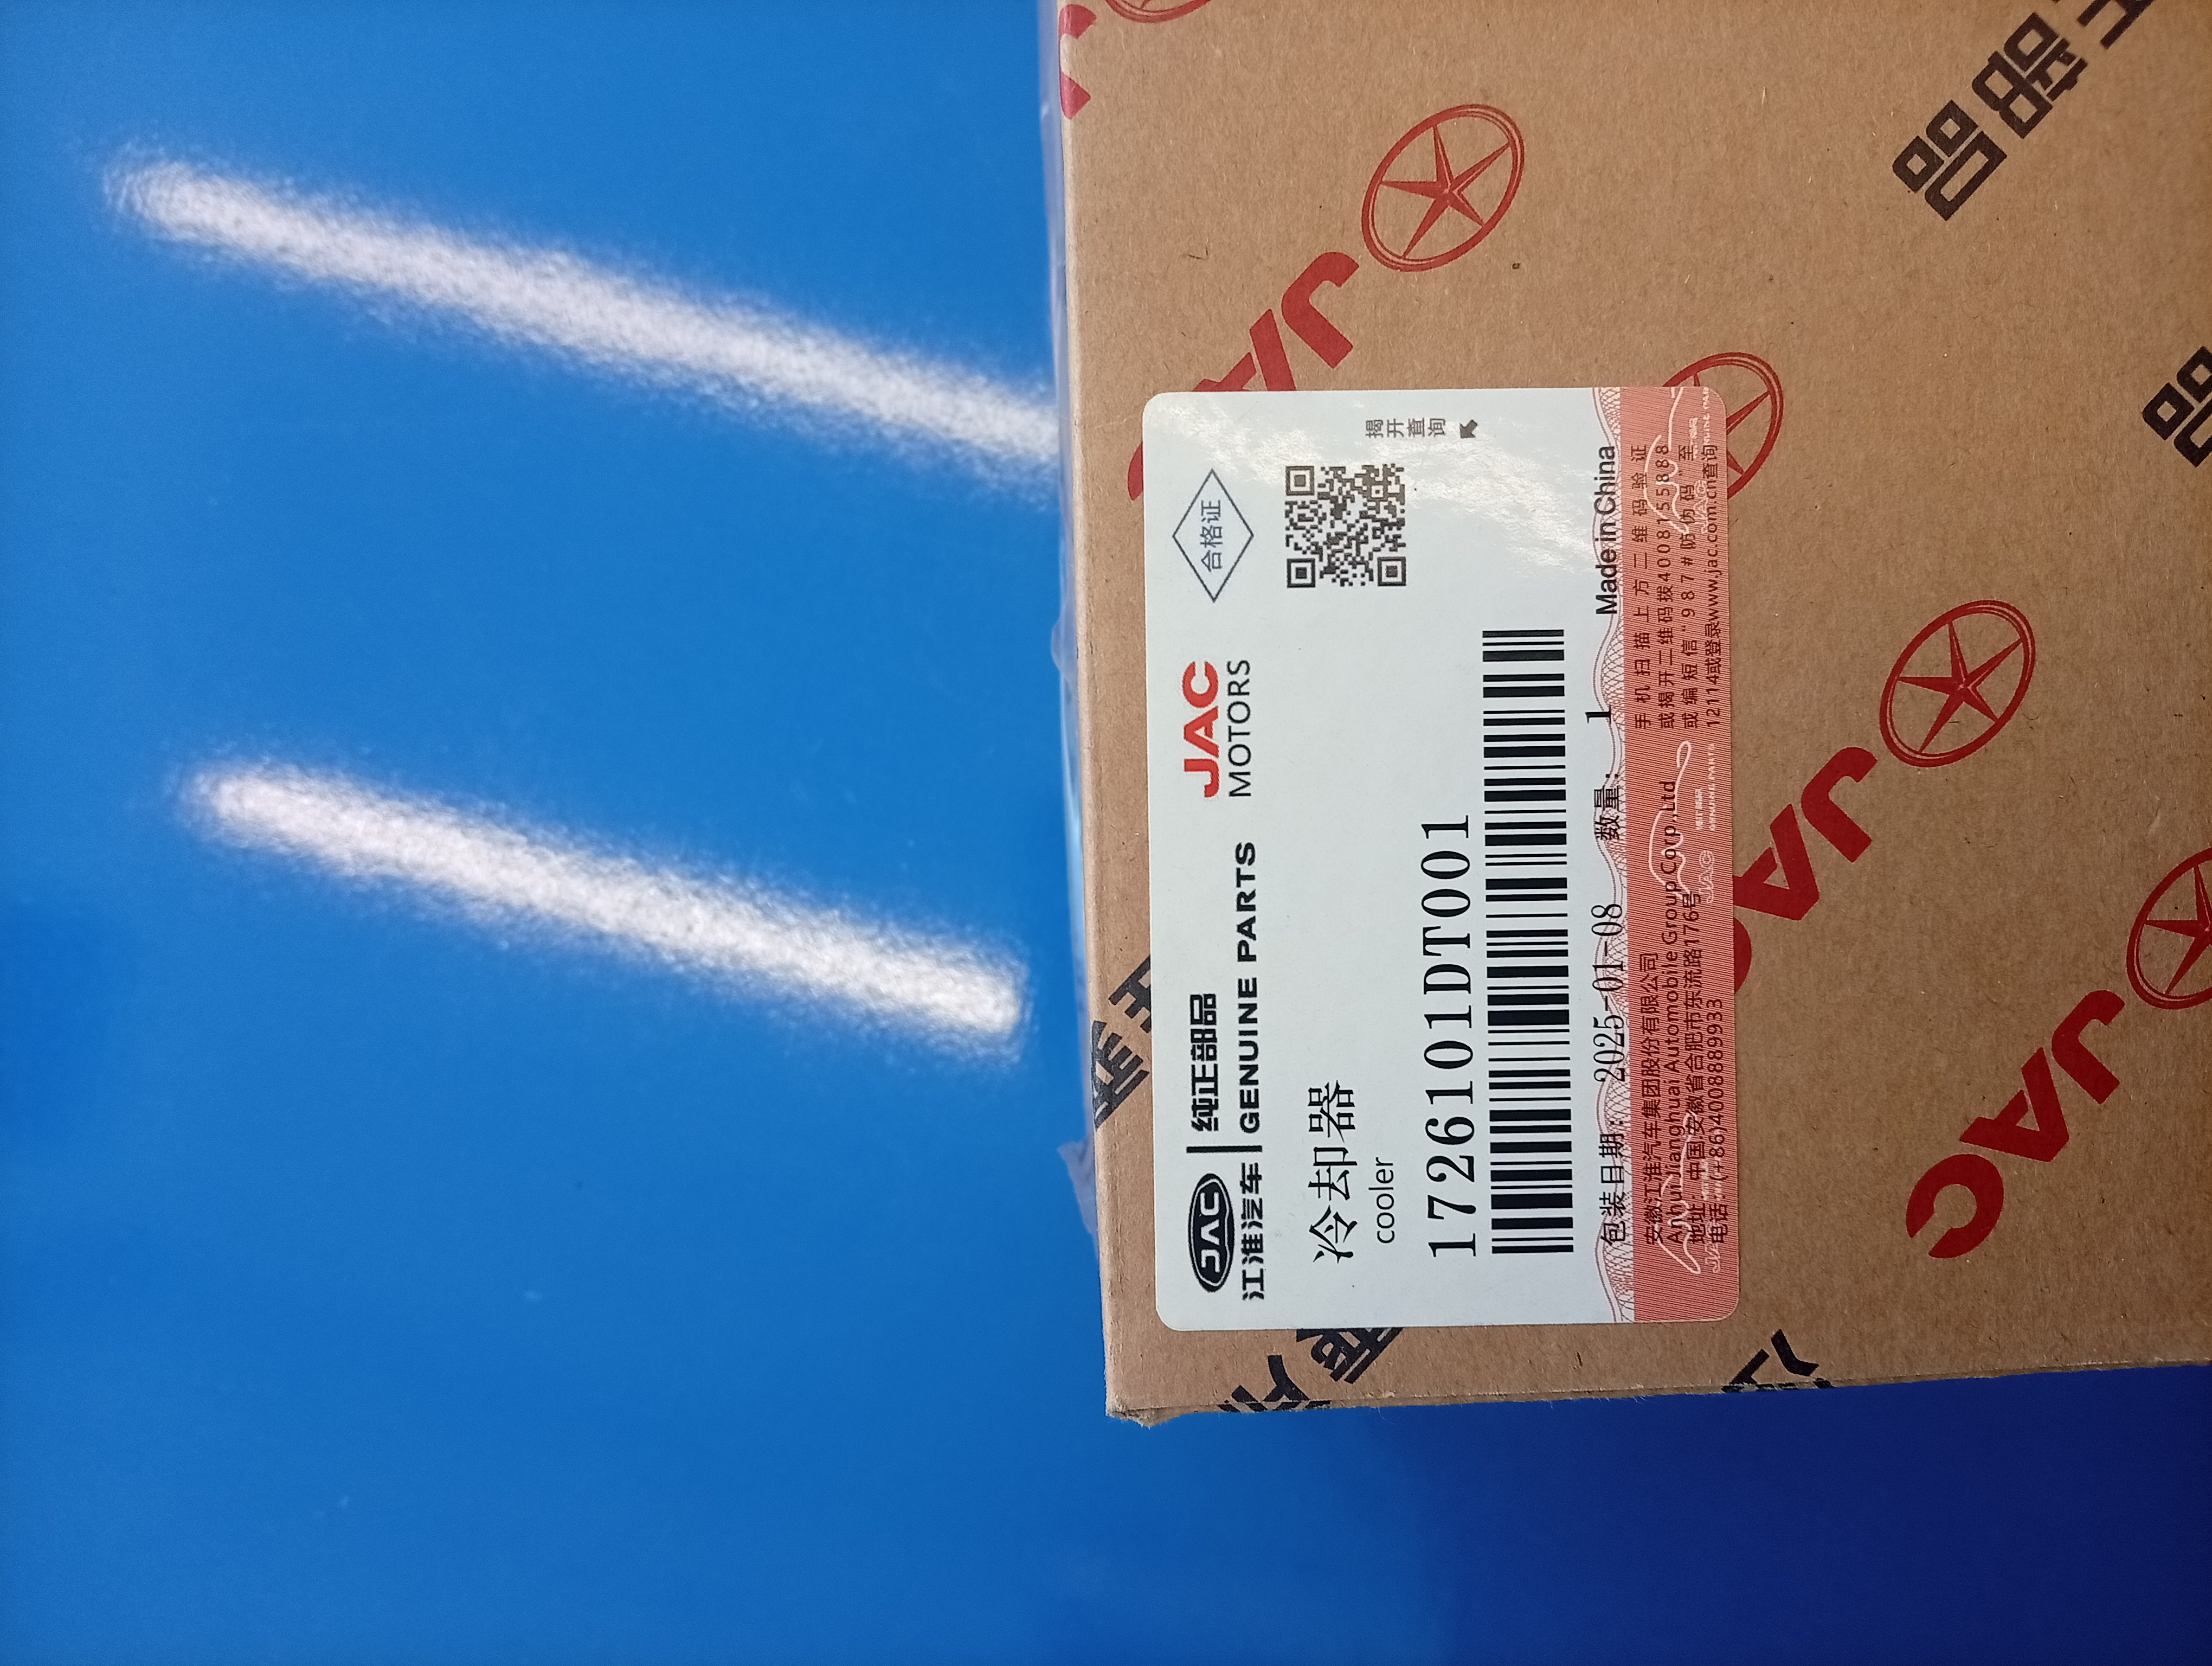 JAC
江淮汽车
纯正部品
GENUINE PARTS
JAC
MOTORS
合格证
冷却器
cooler
揭开查询
1726101DT001
包装日期: 2025-01-08 数量: 1 Made in China
安徽江淮汽车集团股份有限公司
Anhui Jianghuai Automobile Group Corp.,Ltd
地址: 中国.安徽省合肥市东流路176号
电话: (+86)4008889933
手机扫描上方二维码验证
或揭开二维码拨4008155888
或编短信"987#防伪码"至
12114或登录www.jac.com.cn查询
JAC
JAC
JAC